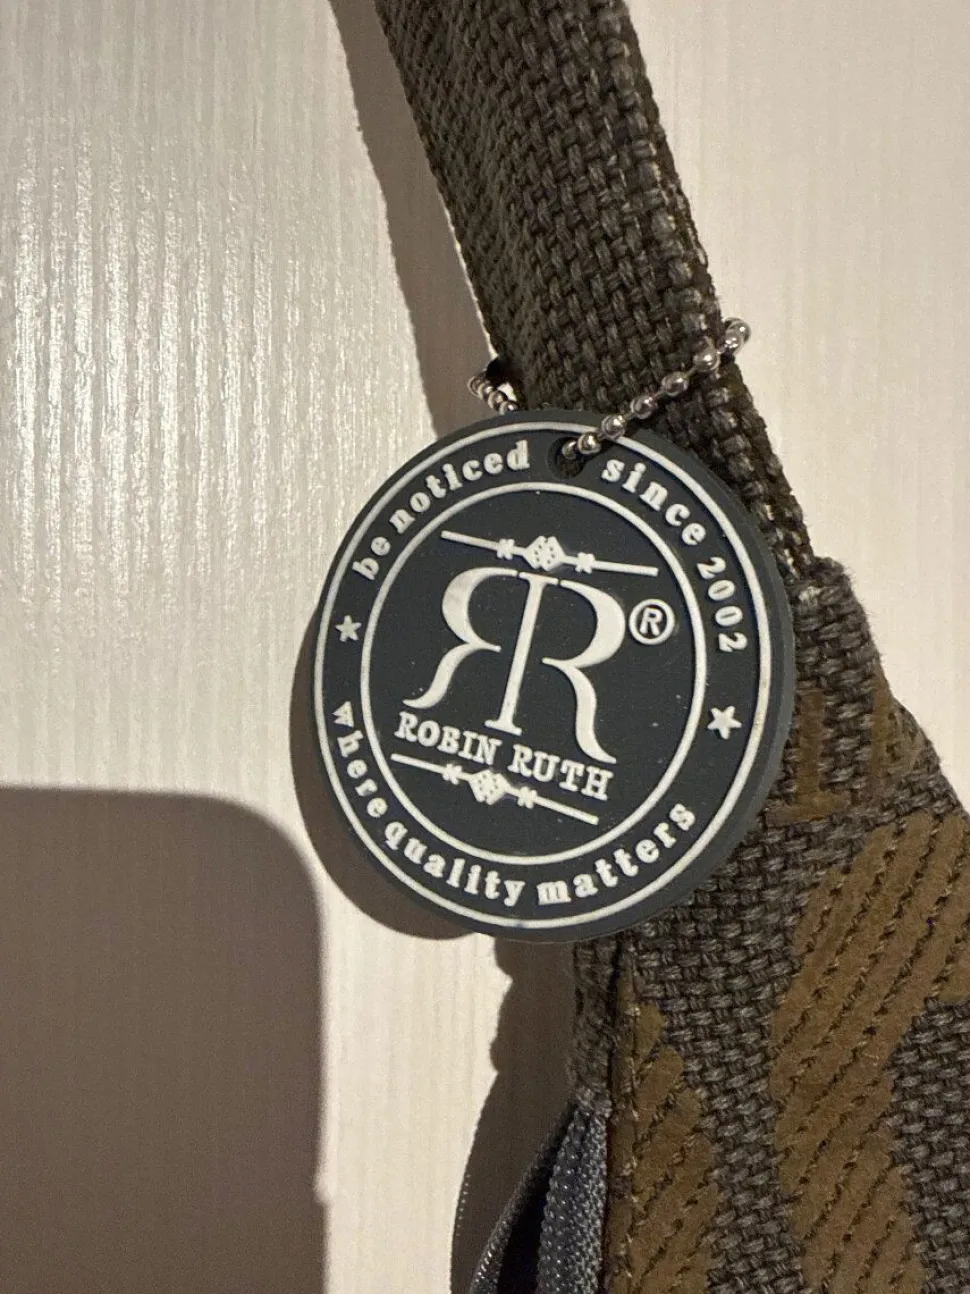 be noticed
since 2002
RR®
ROBIN RUTH
where quality matters